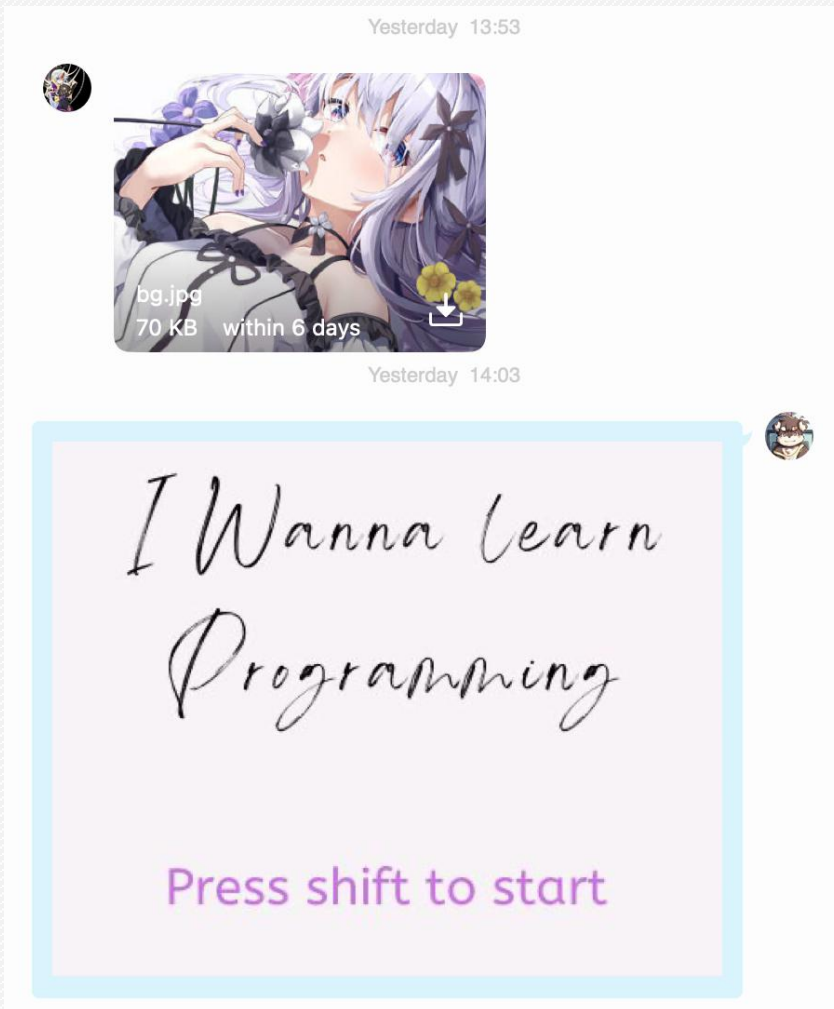 Yesterday 13:53
bg.jpg
70 KB within 6 days
Yesterday 14:03
I Wanna learn
Programming
Press shift to start